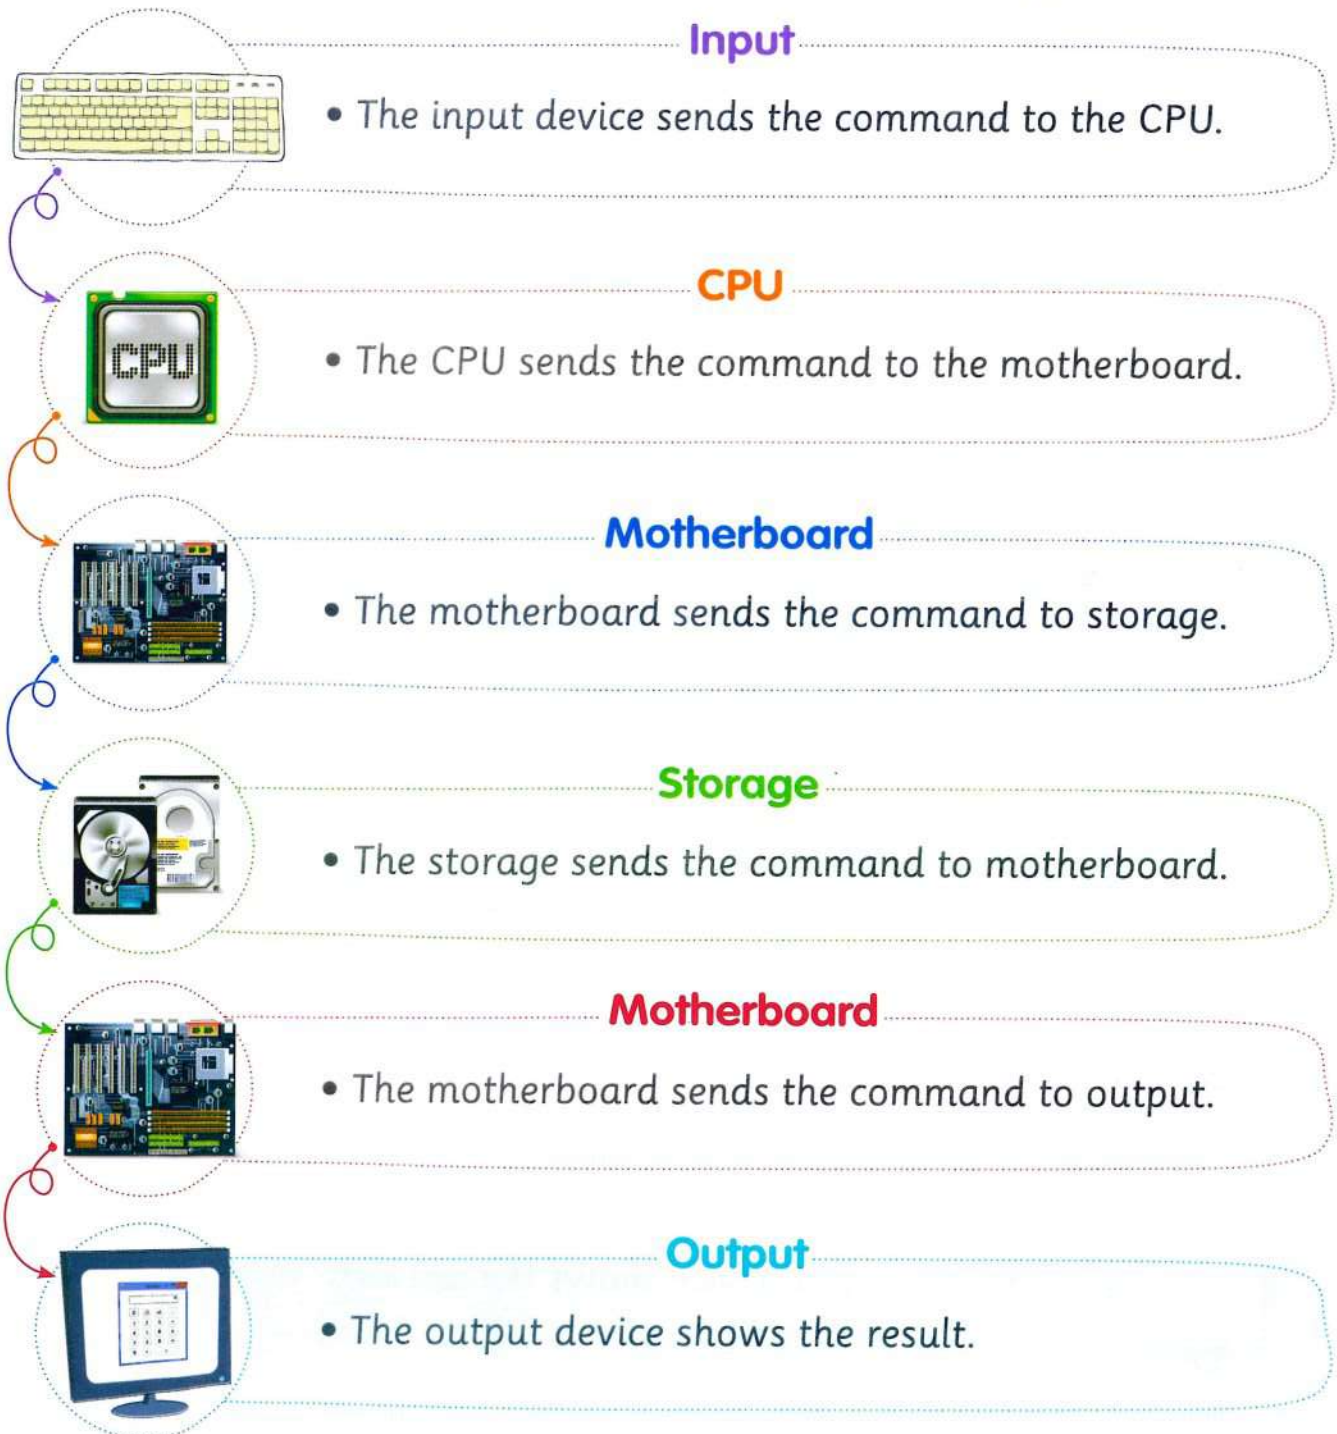 Input
• The input device sends the command to the CPU.
CPU
CPU
• The CPU sends the command to the motherboard.
Motherboard
• The motherboard sends the command to storage.
Storage
• The storage sends the command to motherboard.
Motherboard
• The motherboard sends the command to output.
Output
• The output device shows the result.